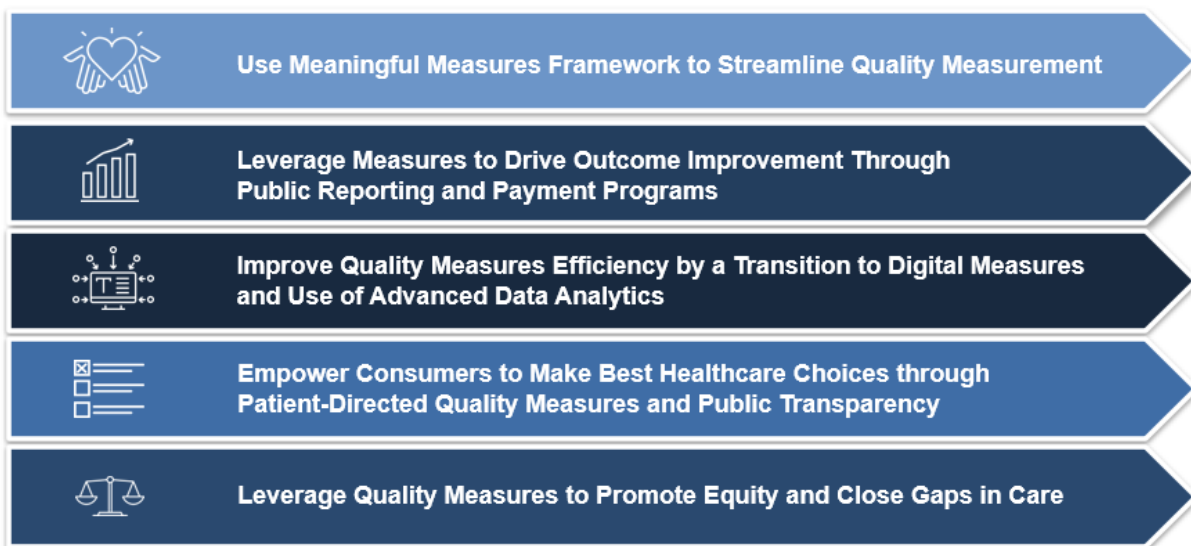 Use Meaningful Measures Framework to Streamline Quality Measurement
Leverage Measures to Drive Outcome Improvement Through
Public Reporting and Payment Programs
Improve Quality Measures Efficiency by a Transition to Digital Measures
and Use of Advanced Data Analytics
Empower Consumers to Make Best Healthcare Choices through
Patient-Directed Quality Measures and Public Transparency
Leverage Quality Measures to Promote Equity and Close Gaps in Care